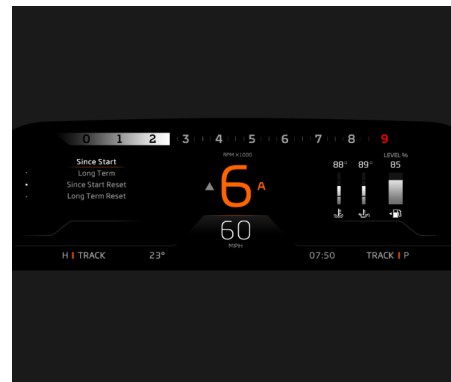 0 1 2 3 4 5 6 7 8 9
RPM X1000
LEVEL %
Since Start
Long Term
Since Start Reset
Long Term Reset
6 A
88° 89° 85
60
MPH
H I TRACK 23° 07:50 TRACK I P